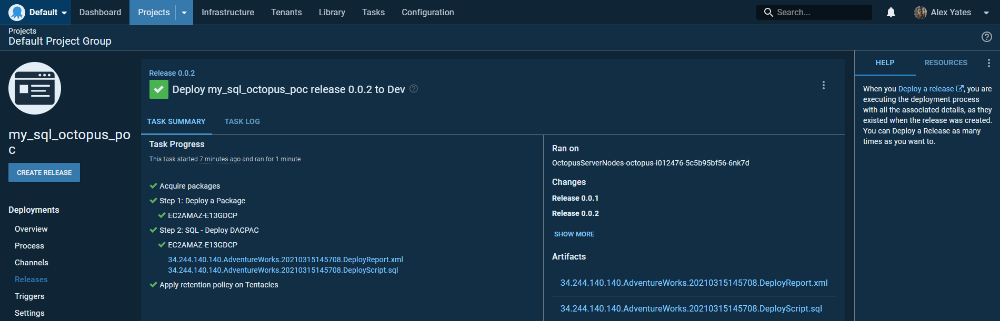 Default
Dashboard
Projects
Infrastructure
Tenants
Library
Tasks
Configuration
Search...
Alex Yates
Projects
Default Project Group
my_sql_octopus_po
c
CREATE RELEASE
Deployments
Overview
Process
Channels
Releases
Triggers
Settings
Release 0.0.2
Deploy my_sql_octopus_poc release 0.0.2 to Dev
TASK SUMMARY
TASK LOG
Task Progress
This task started 7 minutes ago and ran for 1 minute
Acquire packages
Step 1: Deploy a Package
EC2AMAZ-E13GDCP
Step 2: SQL - Deploy DACPAC
EC2AMAZ-E13GDCP
34.244.140.140.AdventureWorks.20210315145708.DeployReport.xml
34.244.140.140.AdventureWorks.20210315145708.DeployScript.sql
Apply retention policy on Tentacles
Ran on
OctopusServerNodes-octopus-i012476-5c5b95bf56-6nk7d
Changes
Release 0.0.1
Release 0.0.2
SHOW MORE
Artifacts
34.244.140.140.AdventureWorks.20210315145708.DeployReport.xml
34.244.140.140.AdventureWorks.20210315145708.DeployScript.sql
HELP
RESOURCES
When you Deploy a release, you are
executing the deployment process
with all the associated details, as they
existed when the release was created.
You can Deploy a Release as many
times as you want to.